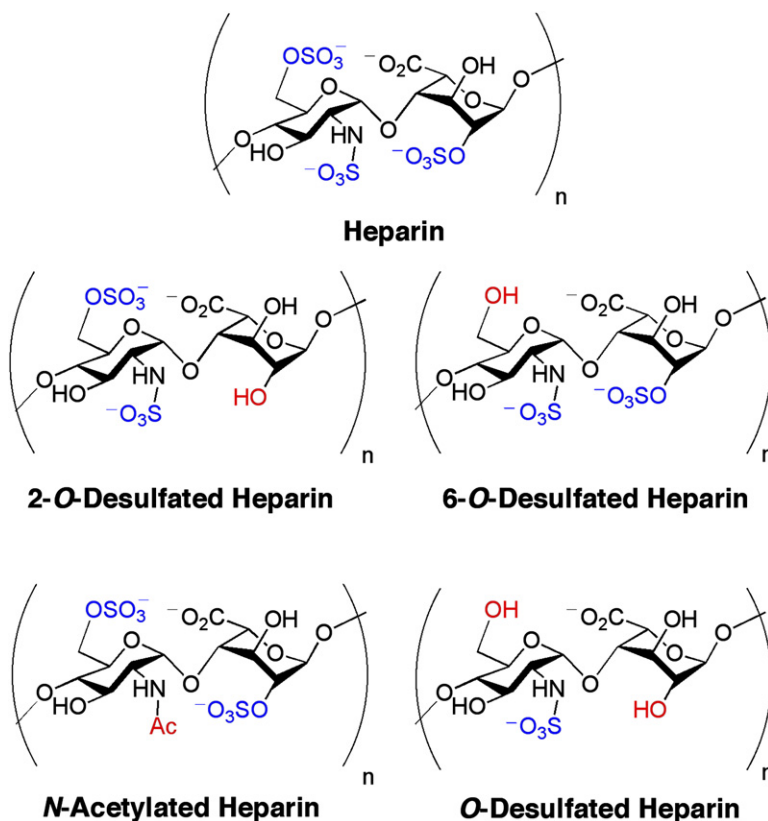 OSO₃⁻ ⁻O₂C OH
O O O
O HN O ⁻O₃SO
HO ⁻O₃S
n
Heparin
OSO₃⁻ ⁻O₂C OH O
O O
O HN O
HO ⁻O₃S HO
n
2-O-Desulfated Heparin
OH ⁻O₂C OH O
O O
O HN O
HO ⁻O₃S ⁻O₃SO
n
6-O-Desulfated Heparin
OSO₃⁻ ⁻O₂C OH O
O O
O HN O ⁻O₃SO
HO Ac
n
N-Acetylated Heparin
OH ⁻O₂C OH O
O O
O HN O
HO ⁻O₃S HO
n
O-Desulfated Heparin